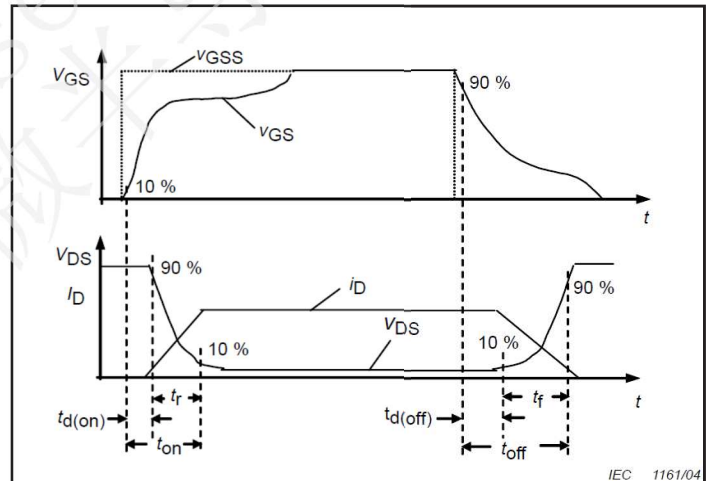 vGSS
VGS
90 %
vGS
10 %
t
VDS
90 %
iD
90 %
ID
VDS
10 %
10 %
tr
tf
t
td(on)
td(off)
ton
toff
IEC 1161/04